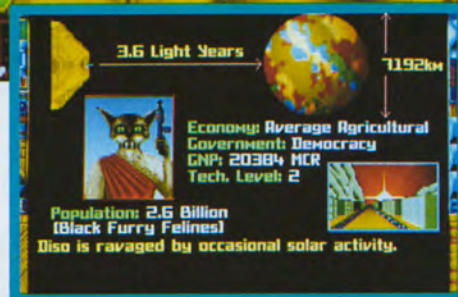 3.6 Light Years
7192km
Economy: Average Agricultural
Government: Democracy
GNP: 20384 MCR
Tech. Level: 2
Population: 2.6 Billion
(Black Furry Felines)
Diso is ravaged by occasional solar activity.